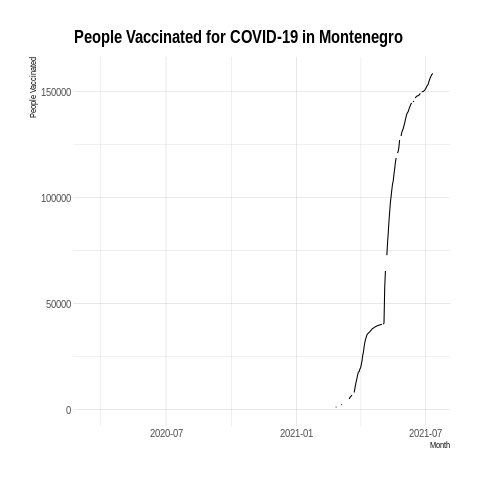 People Vaccinated for COVID-19 in Montenegro
People Vaccinated
150000
100000
50000
0
2020-07
2021-01
2021-07
Month